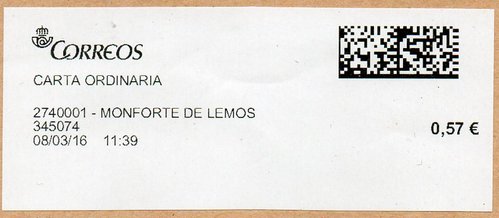 CORREOS
CARTA ORDINARIA
2740001 - MONFORTE DE LEMOS
345074
0,57 €
08/03/16 11:39